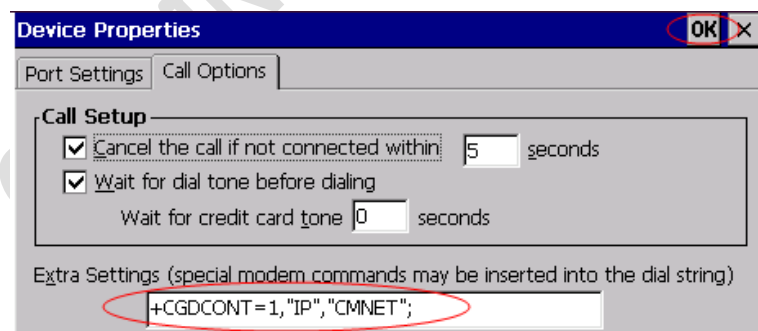 Device Properties OK ×
Port Settings Call Options
Call Setup
Cancel the call if not connected within 5 seconds
Wait for dial tone before dialing
Wait for credit card tone 0 seconds
Extra Settings (special modem commands may be inserted into the dial string)
+CGDCONT=1,"IP","CMNET";